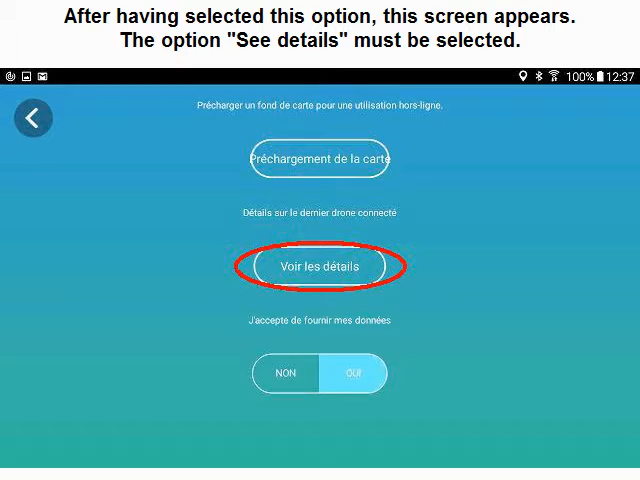 After having selected this option, this screen appears.
The option "See details" must be selected.
100% 12:37
Précharger un fond de carte pour une utilisation hors-ligne.
Préchargement de la carte
Détails sur le dernier drone connecté
Voir les détails
J'accepte de fournir mes données
NON OUI